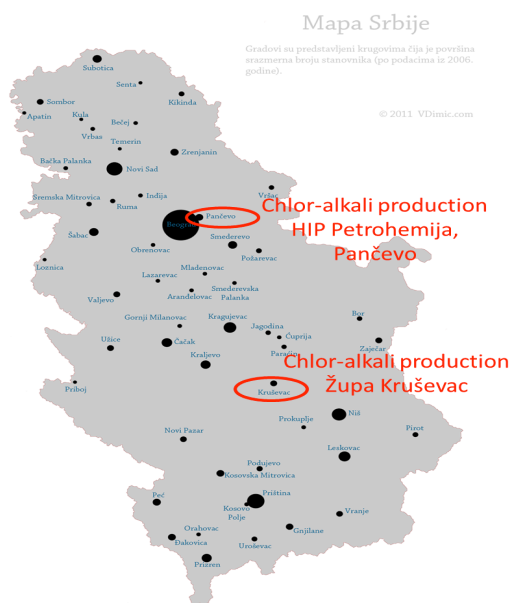 Mapa Srbije
Gradovi su predstavljeni krugovima čija je površina
srazmerna broju stanovnika (po podacima iz 2006.
godine).
© 2011 VDimic.com
Subotica
Senta
Sombor
Kikinda
Apatin
Kula
Bečej
Vrbas
Temerin
Zrenjanin
Bačka Palanka
Novi Sad
Vršac
Sremska Mitrovica
Inđija
Ruma
Chlor-alkali production
HIP Petrohemija,
Pančevo
Pančevo
Beograd
Šabac
Smederevo
Obrenovac
Požarevac
Loznica
Mladenovac
Lazarevac
Smederevska
Palanka
Aranđelovac
Valjevo
Gornji Milanovac
Kragujevac
Bor
Jagodina
Ćuprija
Užice
Čačak
Paraćin
Zaječar
Kraljevo
Chlor-alkali production
Župa Kruševac
Priboj
Kruševac
Niš
Prokuplje
Pirot
Novi Pazar
Leskovac
Podujevo
Kosovska Mitrovica
Peć
Priština
Kosovo
Polje
Vranje
Orahovac
Gnjilane
Đakovica
Uroševac
Prizren